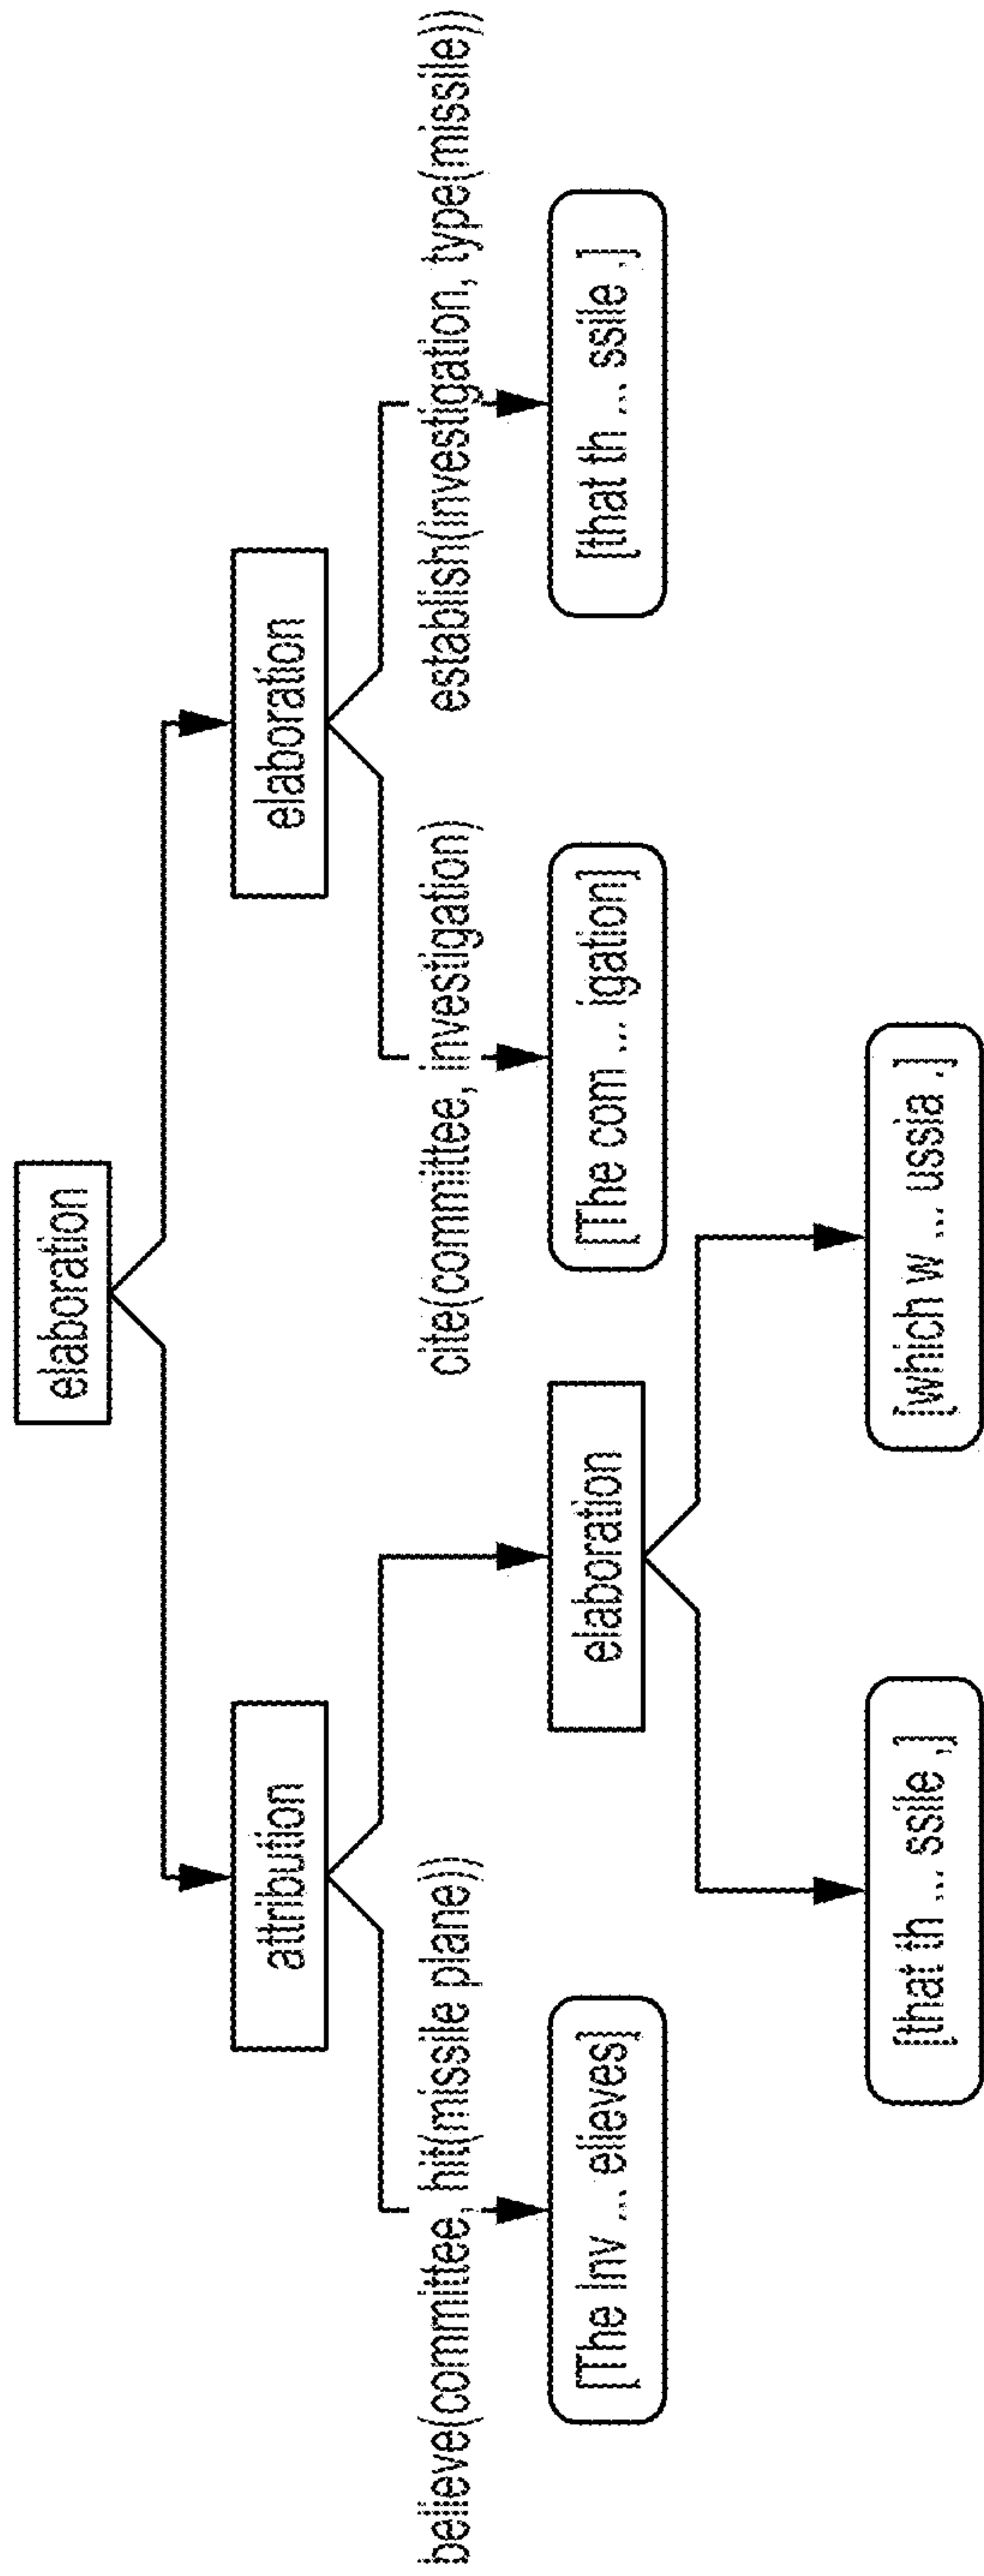 elaboration
attribution
elaboration
believe(committee, hit(missile plane))
cite(committee, investigation)
establish(investigation, type(missile))
[The Inv ... elieves]
elaboration
[The com ... igation]
[that th ... ssile ,]
[that th ... ssile ,]
[which w ... ussia .]